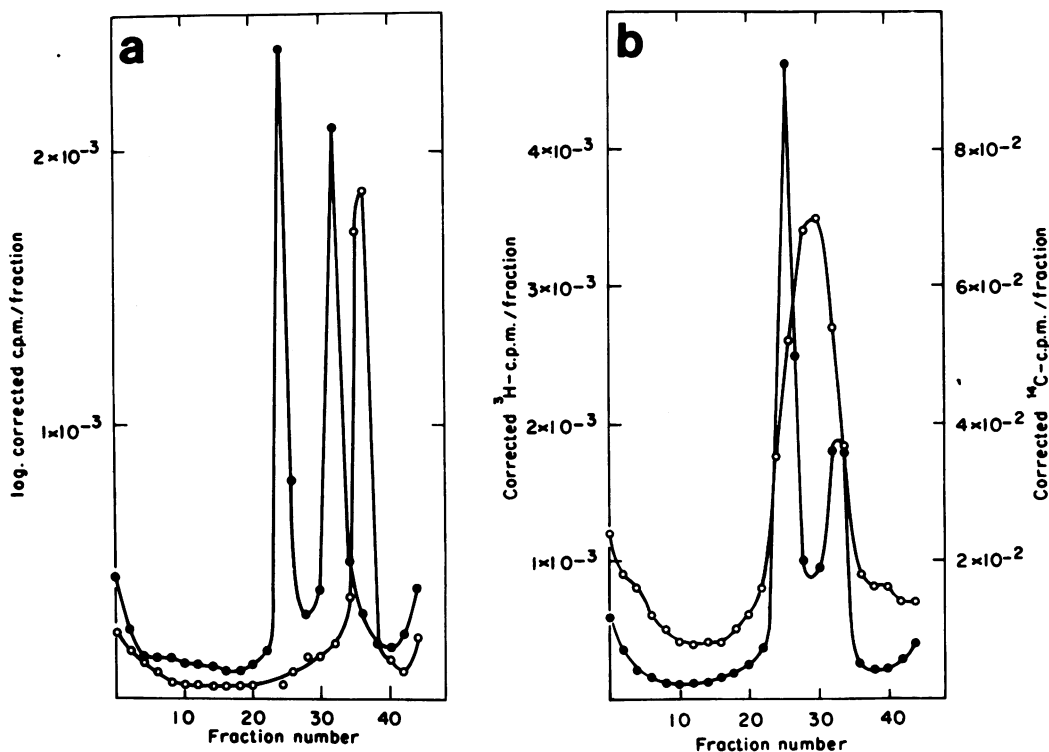 a
log. corrected c.p.m./fraction
2×10⁻³
1×10⁻³
10
20
30
40
Fraction number
b
Corrected ³H-c.p.m./fraction
4×10⁻³
3×10⁻³
2×10⁻³
1×10⁻³
8×10⁻²
6×10⁻²
4×10⁻²
2×10⁻²
Corrected ¹⁴C-c.p.m./fraction
10
20
30
40
Fraction number